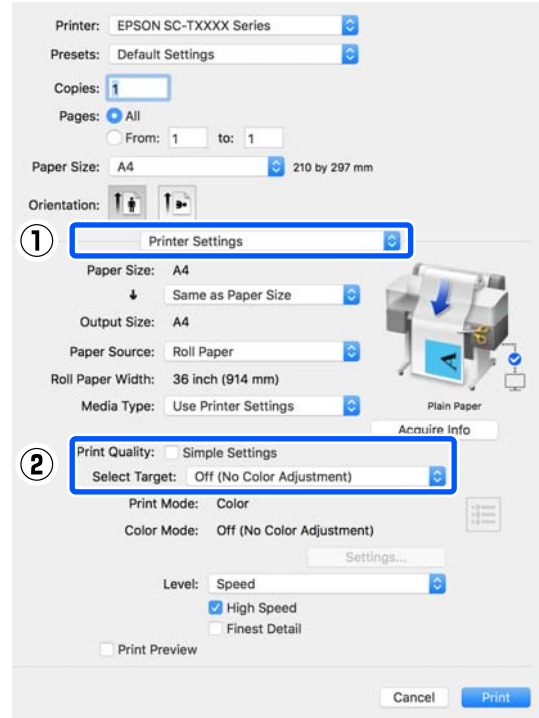 Printer: EPSON SC-TXXXX Series
Presets: Default Settings
Copies: 1
Pages: All
From: 1 to: 1
Paper Size: A4 210 by 297 mm
Orientation:
① Printer Settings
Paper Size: A4
Same as Paper Size
Output Size: A4
Paper Source: Roll Paper
Roll Paper Width: 36 inch (914 mm)
Media Type: Use Printer Settings
Plain Paper
Acquire Info
② Print Quality: Simple Settings
Select Target: Off (No Color Adjustment)
Print Mode: Color
Color Mode: Off (No Color Adjustment)
Settings...
Level: Speed
High Speed
Finest Detail
Print Preview
Cancel Print